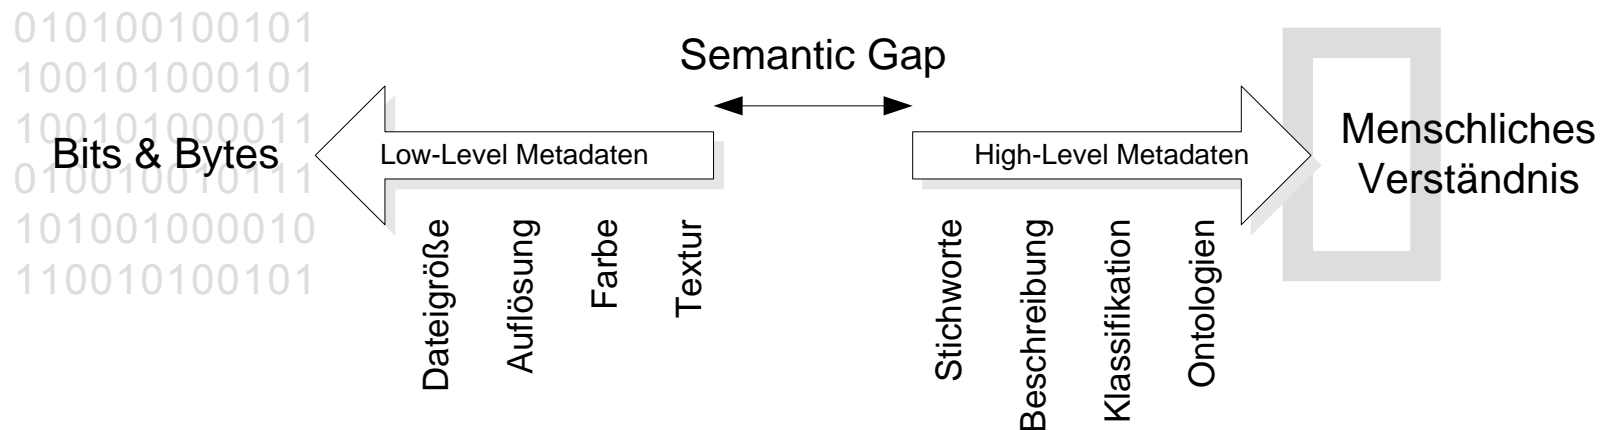 010100100101
100101000101
100101000011
010010010111
101001000010
110010100101
Bits & Bytes
Low-Level Metadaten
Semantic Gap
High-Level Metadaten
Menschliches
Verständnis
Dateigröße
Auflösung
Farbe
Textur
Stichworte
Beschreibung
Klassifikation
Ontologien